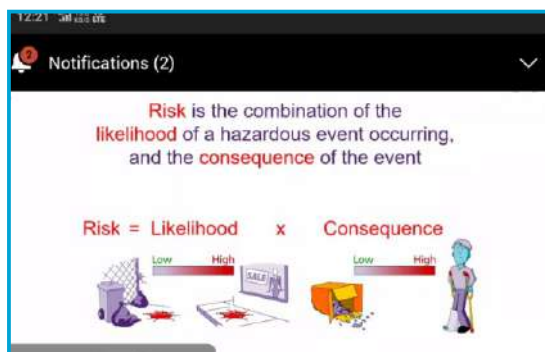 12:21
2
Notifications (2)
Risk is the combination of the
likelihood of a hazardous event occurring,
and the consequence of the event
Risk = Likelihood x Consequence
Low High Low High
SALE